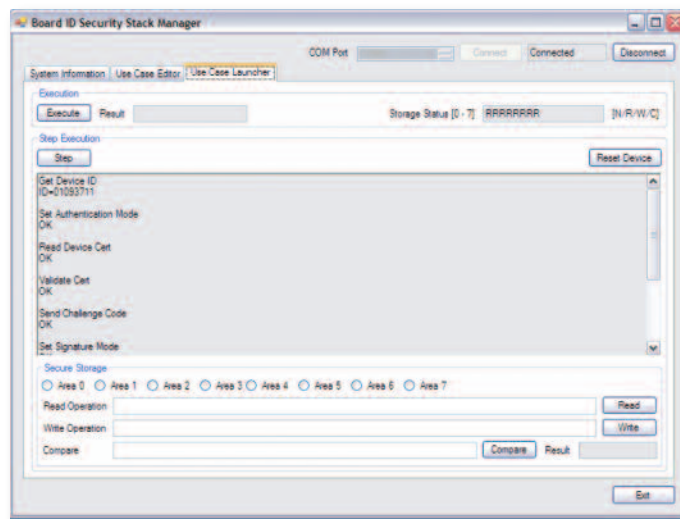 Board ID Security Stack Manager
COM Port Connect Connected Disconnect
System Information Use Case Editor Use Case Launcher
Execution
Execute Result Storage Status [0 - 7] RRRRRRRR [N/R/W/C]
Step Execution
Step Reset Device
Get Device ID
ID=01093711
Set Authentication Mode
OK
Read Device Cert
OK
Validate Cert
OK
Send Challenge Code
OK
Set Signature Mode
Secure Storage
Area 0 Area 1 Area 2 Area 3 Area 4 Area 5 Area 6 Area 7
Read Operation Read
Write Operation Write
Compare Compare Result
Exit